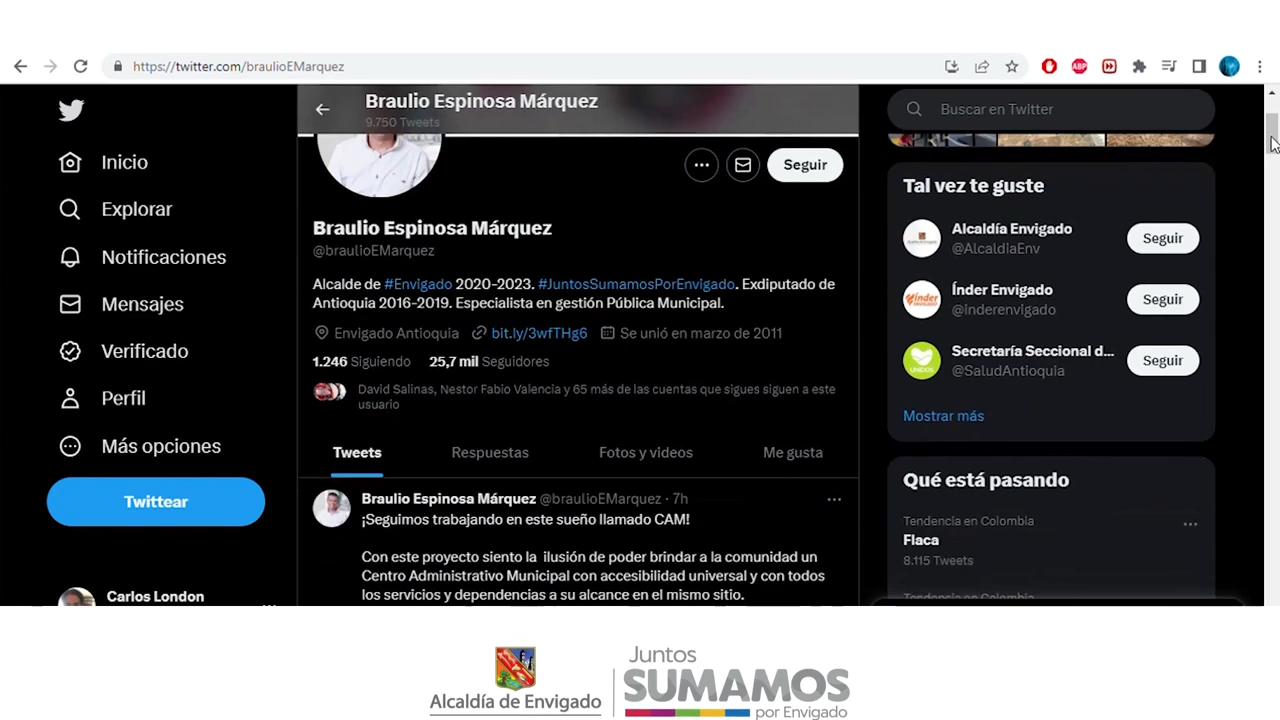 https://twitter.com/braulioEMarquez
ABP
Braulio Espinosa Márquez
9.750 Tweets
Buscar en Twitter
Inicio
Explorar
Notificaciones
Mensajes
Verificado
Perfil
Más opciones
Twittear
Carlos London
Seguir
Braulio Espinosa Márquez
@braulioEMarquez
Alcalde de #Envigado 2020-2023. #JuntosSumamosPorEnvigado. Exdiputado de
Antioquia 2016-2019. Especialista en gestión Pública Municipal.
Envigado Antioquia bit.ly/3wfTHg6 Se unió en marzo de 2011
1.246 Siguiendo 25,7 mil Seguidores
David Salinas, Nestor Fabio Valencia y 65 más de las cuentas que sigues siguen a este
usuario
Tweets Respuestas Fotos y videos Me gusta
Braulio Espinosa Márquez @braulioEMarquez · 7h
¡Seguimos trabajando en este sueño llamado CAM!
Con este proyecto siento la ilusión de poder brindar a la comunidad un
Centro Administrativo Municipal con accesibilidad universal y con todos
los servicios y dependencias a su alcance en el mismo sitio.
Tal vez te guste
Alcaldía Envigado
@AlcaldiaEnv
Seguir
índer ENVIGADO
Índer Envigado
@inderenvigado
Seguir
UNIDOS
Secretaría Seccional d...
@SaludAntioquia
Seguir
Mostrar más
Qué está pasando
Tendencia en Colombia
Flaca
8.115 Tweets
Tendencia en Colombia
Alcaldía de Envigado
Juntos
SUMAMOS
por Envigado